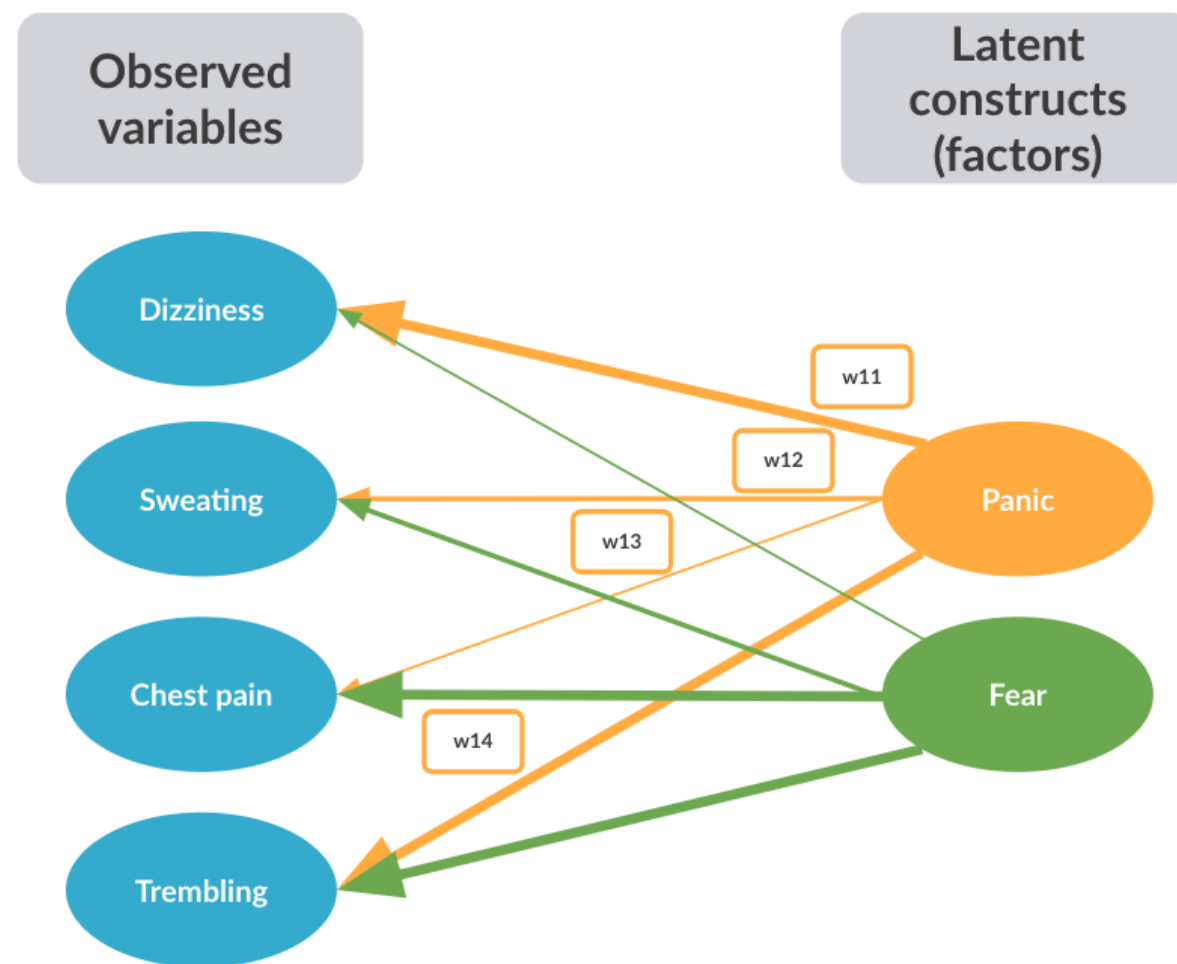 Observed
variables
Latent
constructs
(factors)
Dizziness
w11
w12
Sweating
Panic
w13
Chest pain
Fear
w14
Trembling